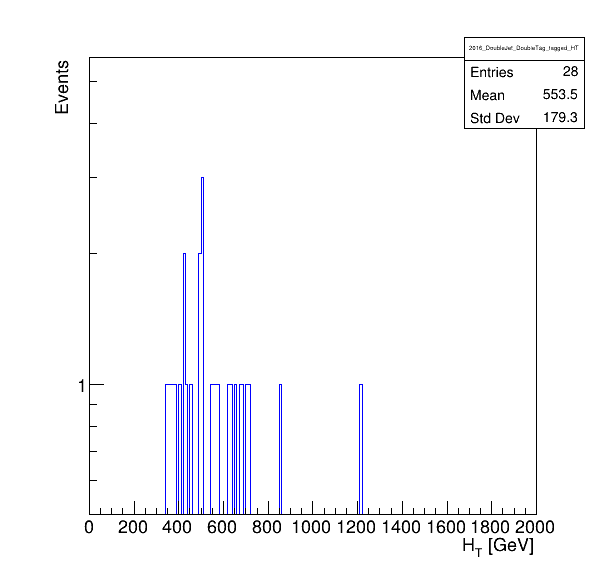 2016_DoubleJet_DoubleTag_tagged_HT
Entries 28
Mean 553.5
Std Dev 179.3
Events
1
0 200 400 600 800 1000 1200 1400 1600 1800 2000
H_T [GeV]